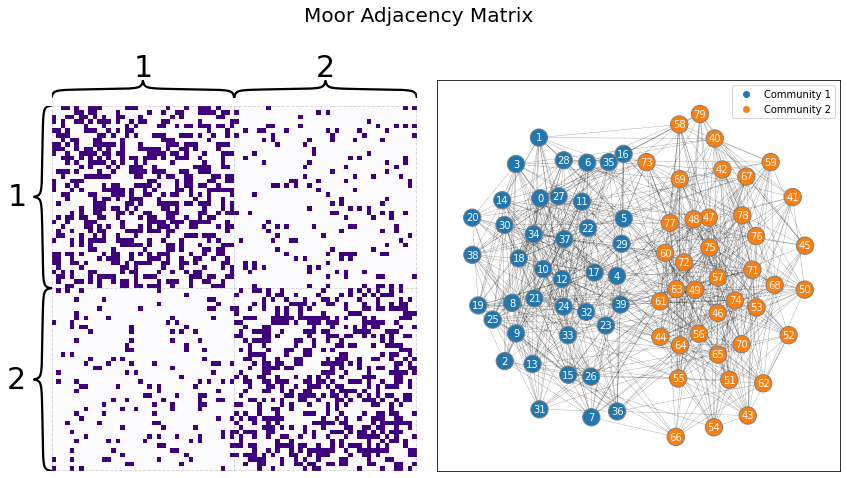 Moor Adjacency Matrix
1 2
1
2
Community 1
Community 2
79
58
1 40
16
28 6 35 73 59
3
42
67
69
0 27 41
14 11
20 5 78
77 48 47
30 22
34 76
37 29 45
75
38 60
18 72
10 17 4 71
12 57
68
63 49 50
21 61 74
19 8 24 39 53
32 46
25
23
9 33 44 56 52
64 70
65
2 13
15 26 55 51
62
31 36
7 43
54
66